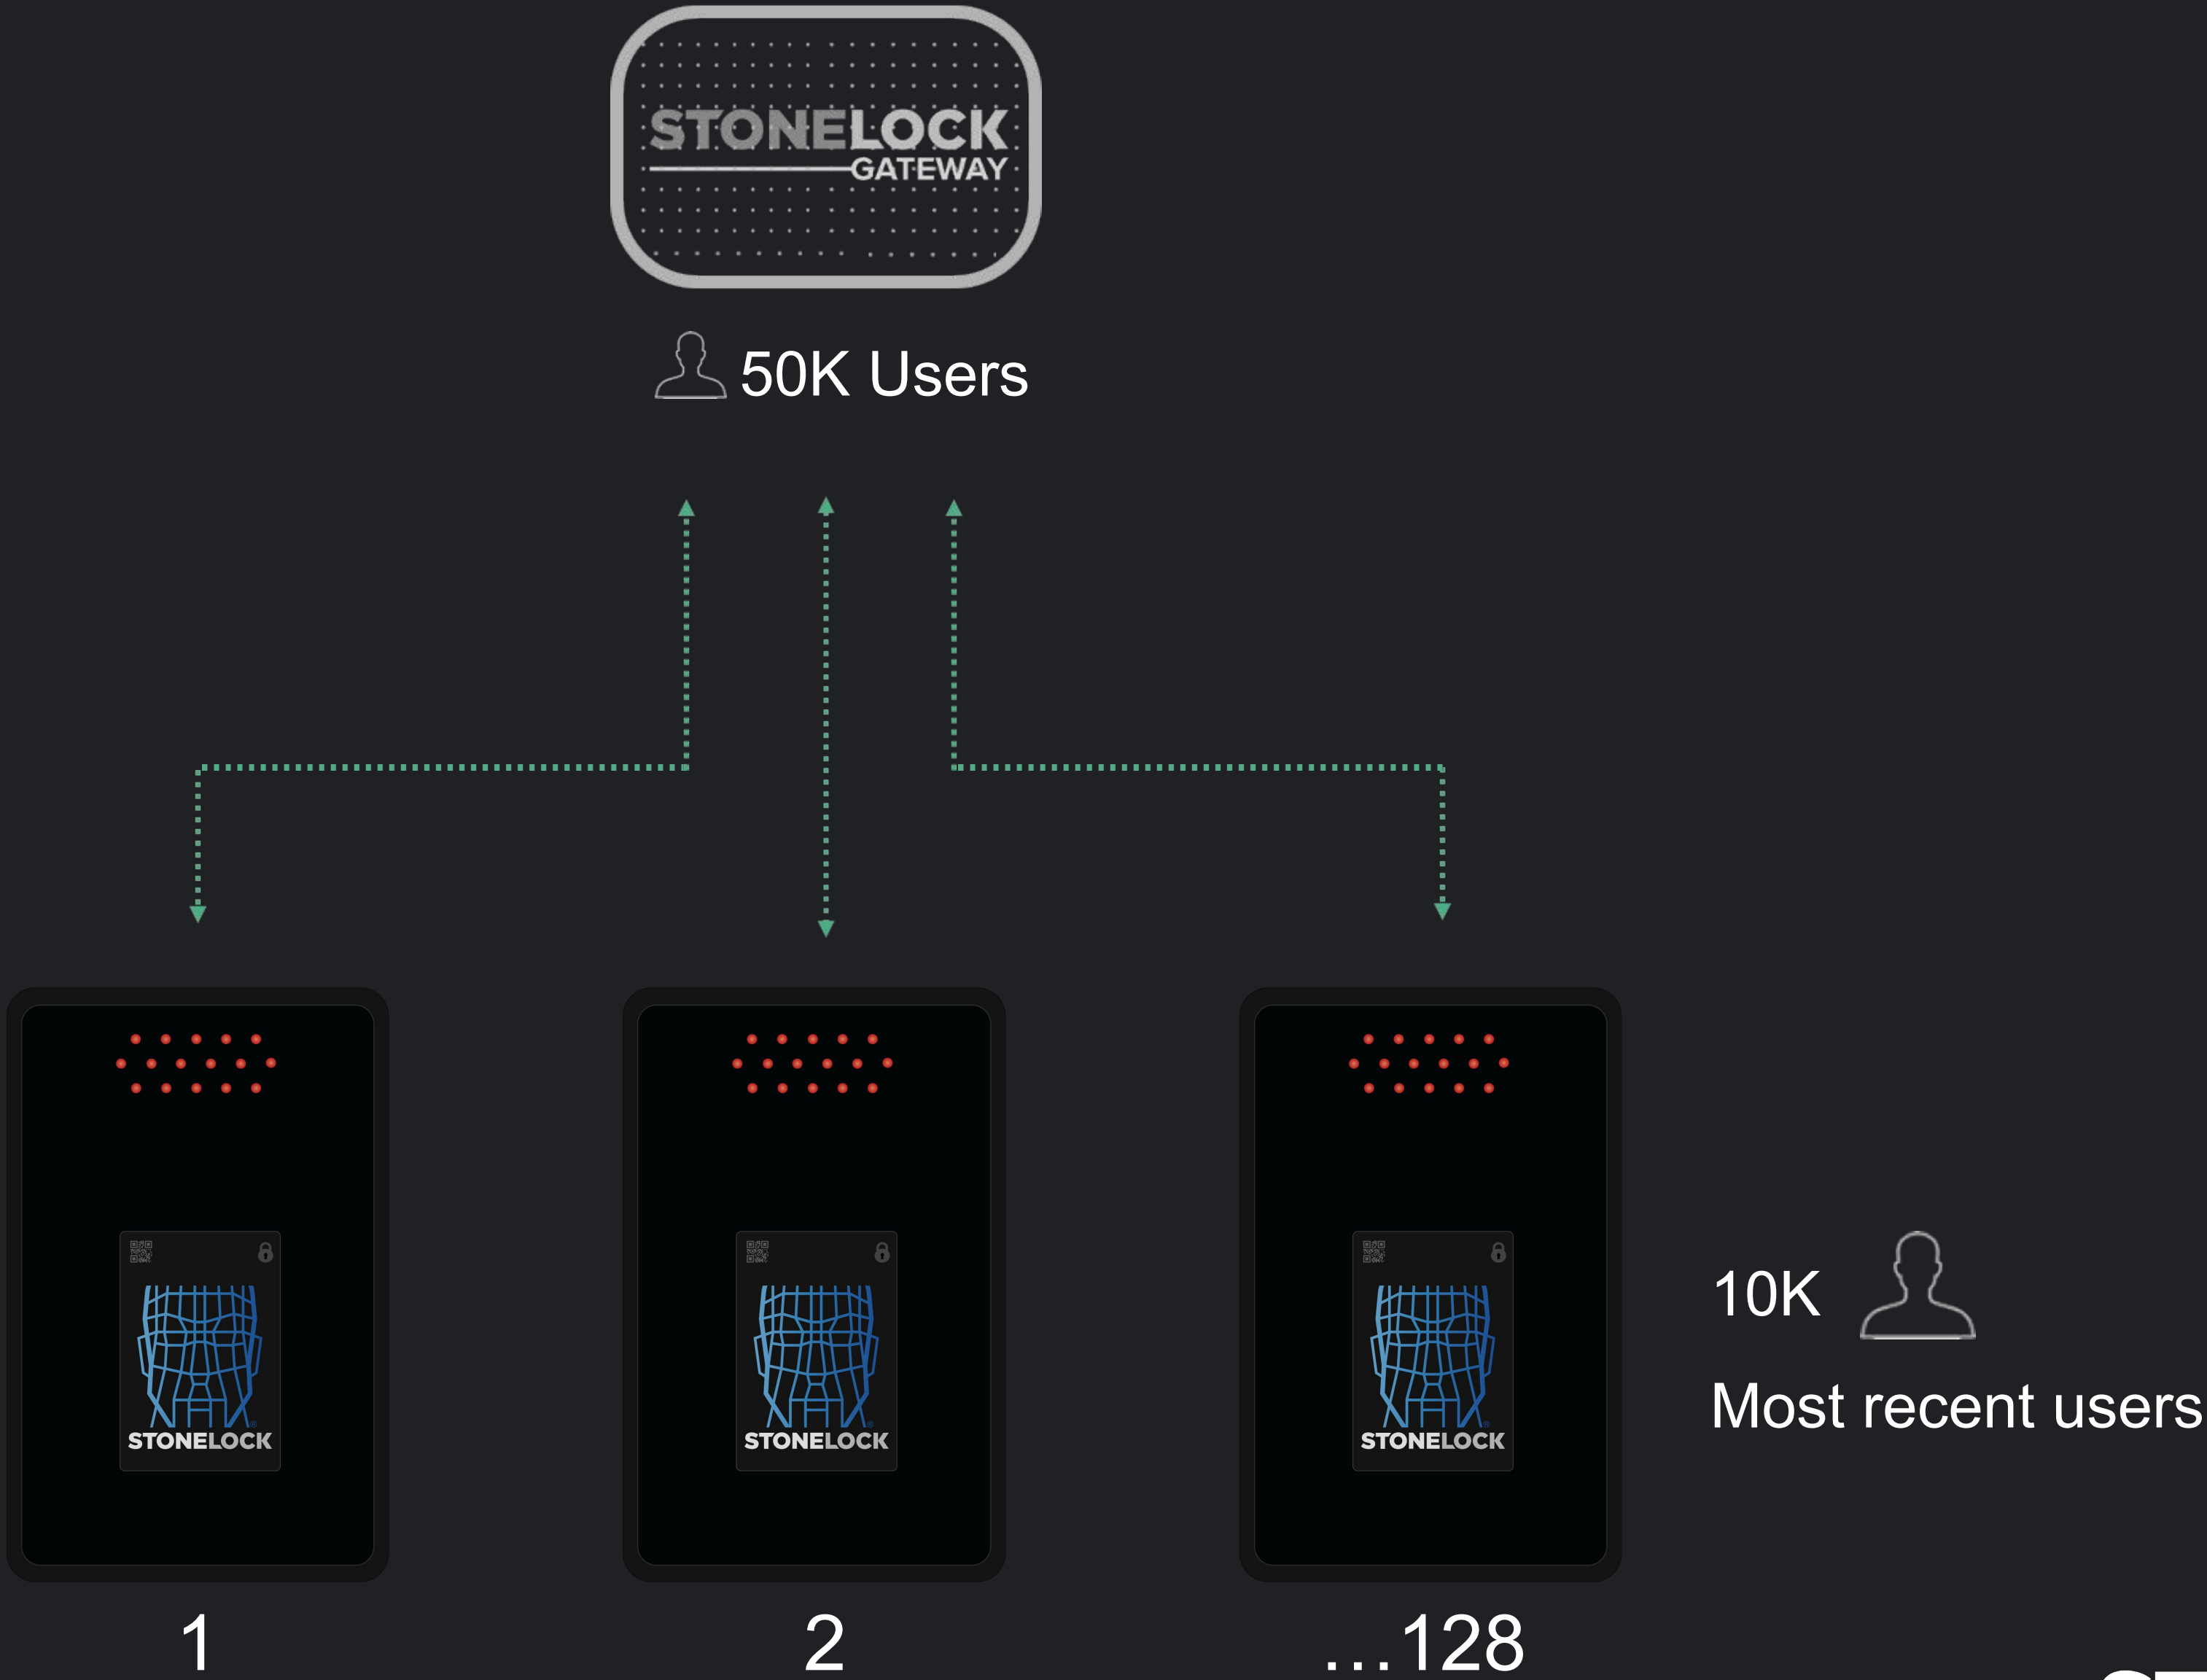 STONELOCK
GATEWAY
50K Users
STONELOCK
STONELOCK
STONELOCK
10K
Most recent users
1
2
...128